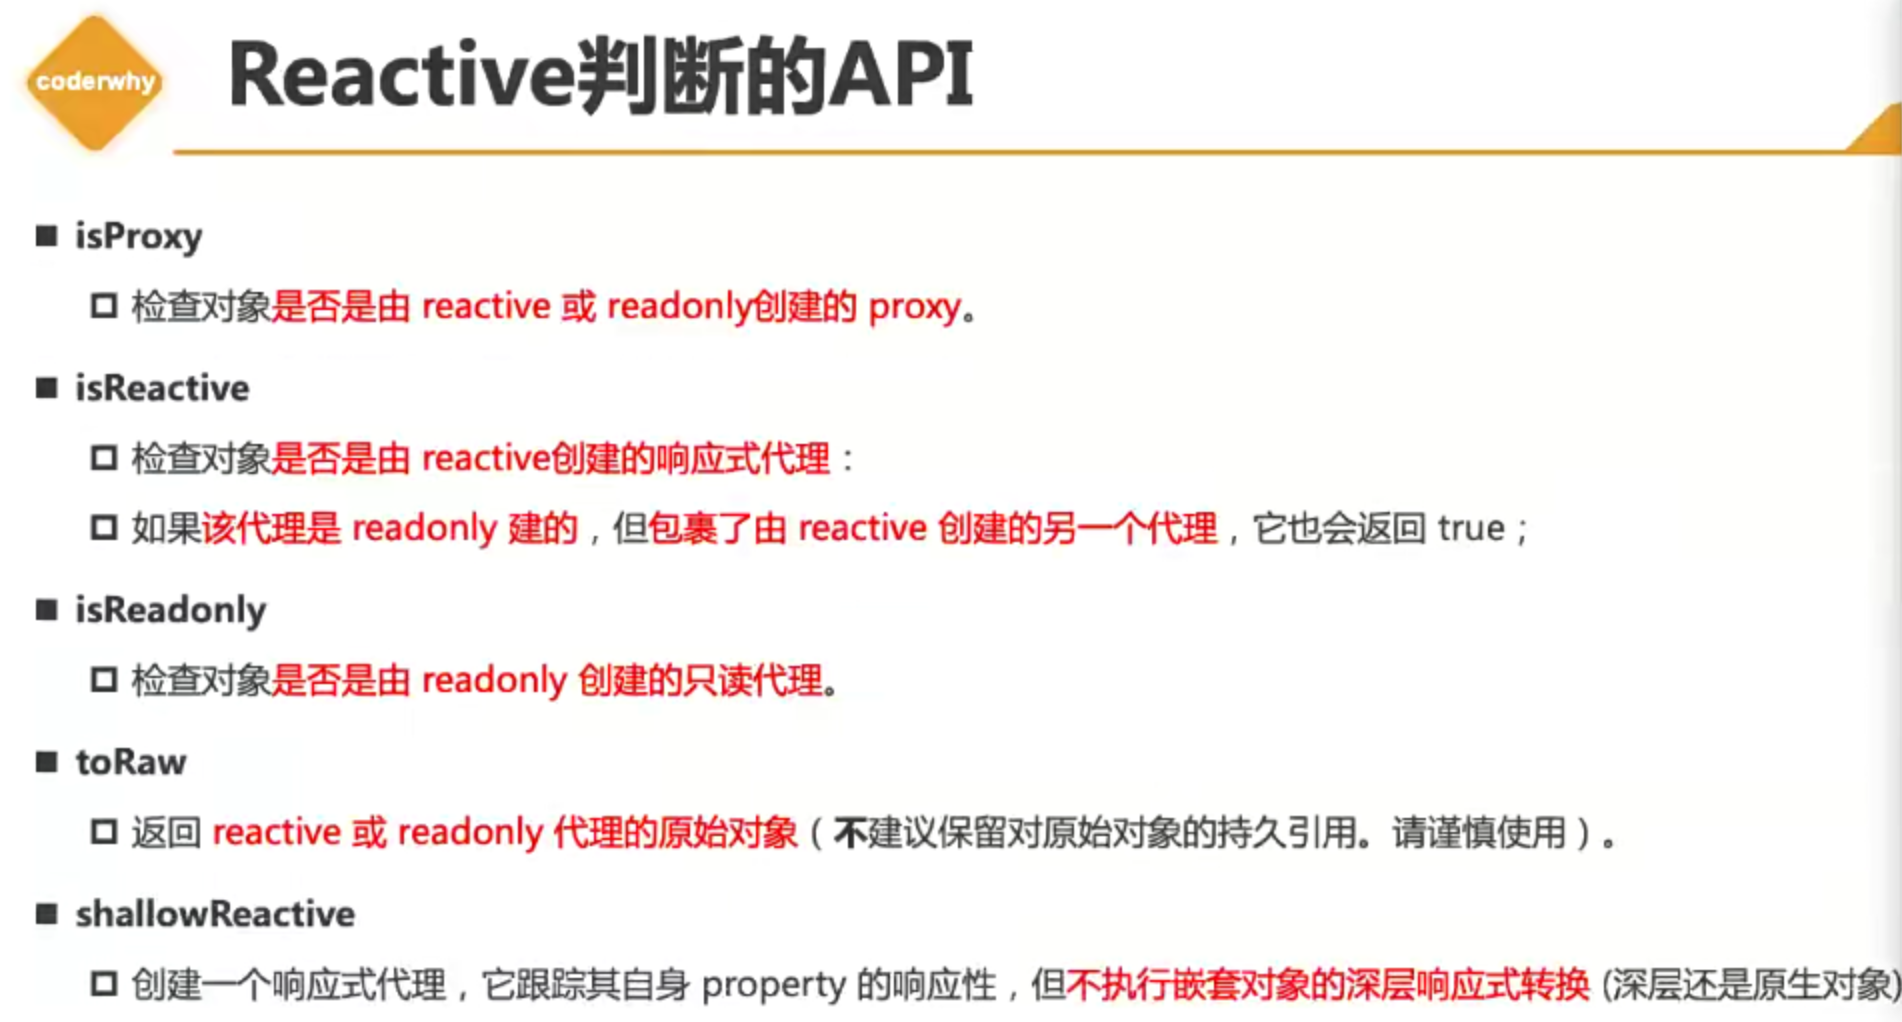 coderwhy
Reactive判断的API
isProxy
检查对象是否是由 reactive 或 readonly创建的 proxy。
isReactive
检查对象是否是由 reactive创建的响应式代理：
如果该代理是 readonly 建的，但包裹了由 reactive 创建的另一个代理，它也会返回 true；
isReadonly
检查对象是否是由 readonly 创建的只读代理。
toRaw
返回 reactive 或 readonly 代理的原始对象（不建议保留对原始对象的持久引用。请谨慎使用）。
shallowReactive
创建一个响应式代理，它跟踪其自身 property 的响应性，但不执行嵌套对象的深层响应式转换 (深层还是原生对象)